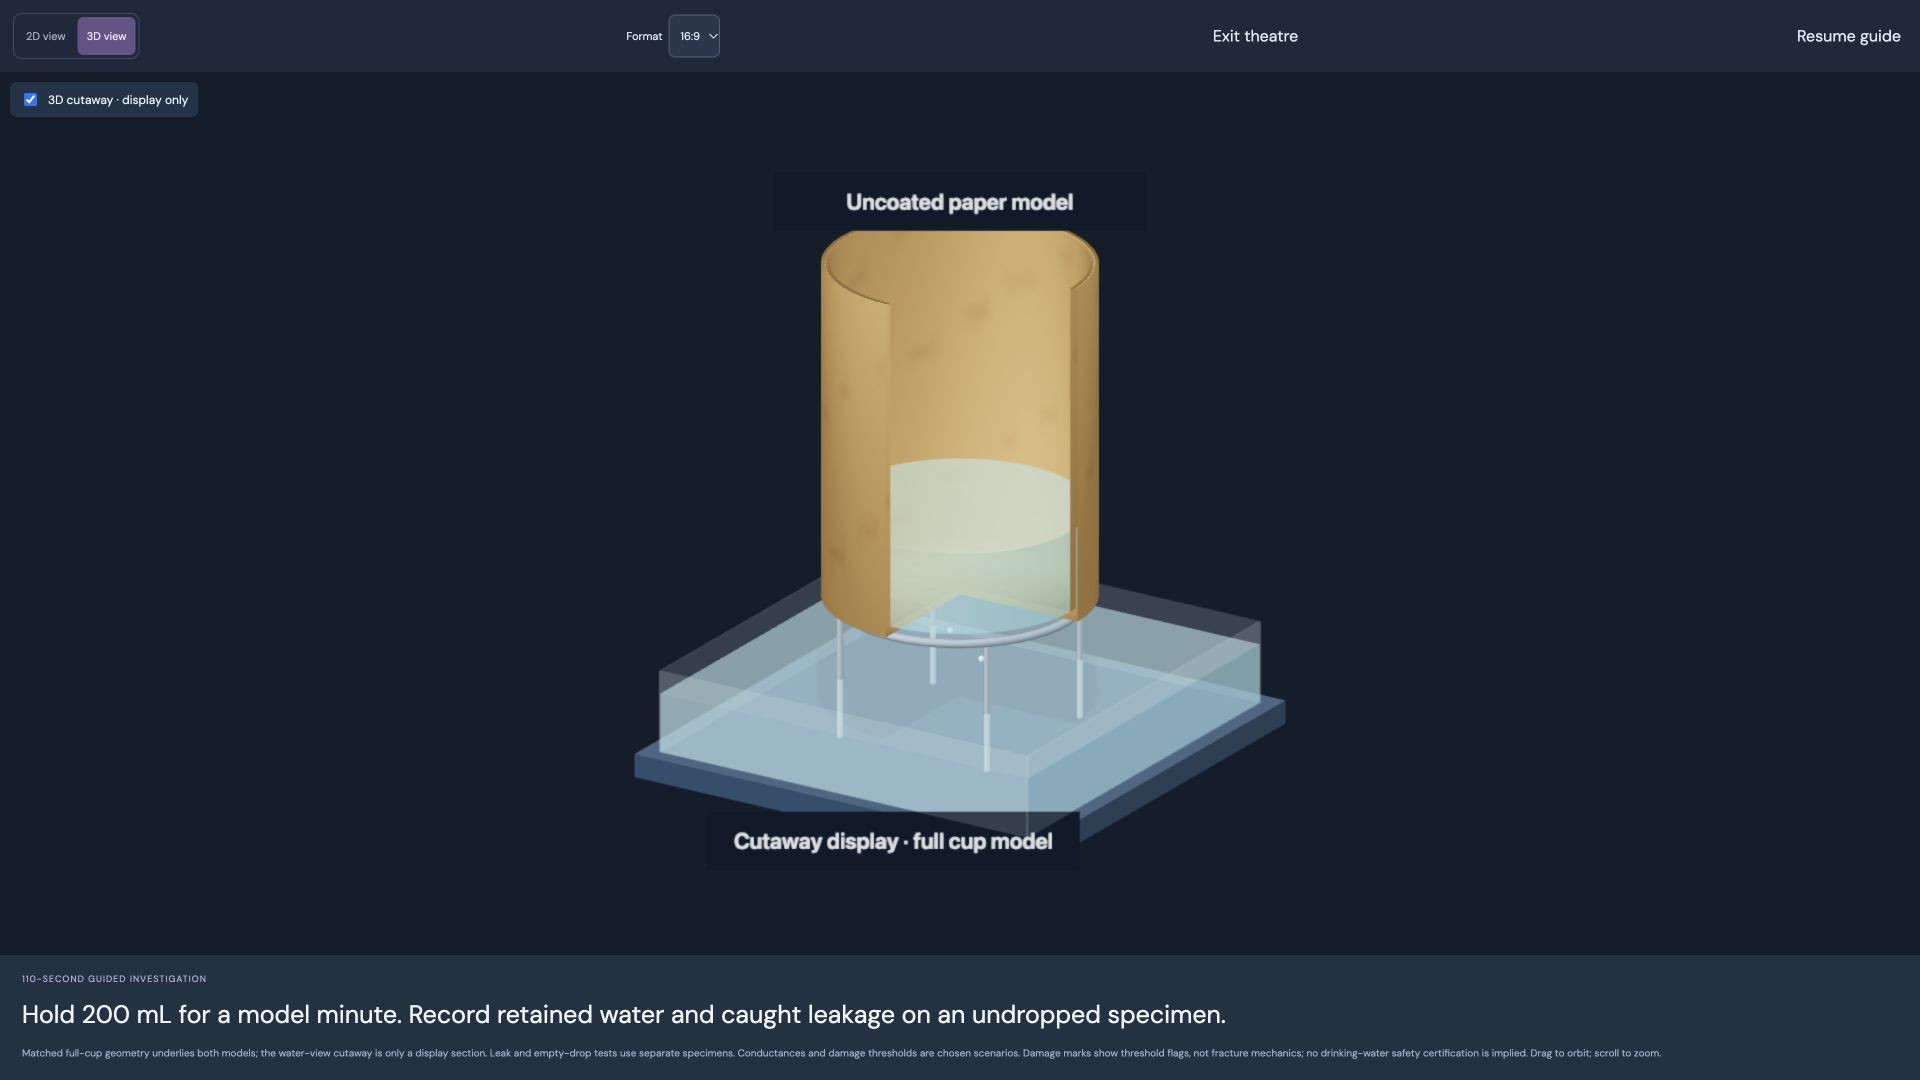 2D view
3D view
Format
16:9
Exit theatre
Resume guide
3D cutaway · display only
Uncoated paper model
Cutaway display · full cup model
110-SECOND GUIDED INVESTIGATION
Hold 200 mL for a model minute. Record retained water and caught leakage on an undropped specimen.
Matched full-cup geometry underlies both models; the water-view cutaway is only a display section. Leak and empty-drop tests use separate specimens. Conductances and damage thresholds are chosen scenarios. Damage marks show threshold flags, not fracture mechanics; no drinking-water safety certification is implied. Drag to orbit; scroll to zoom.